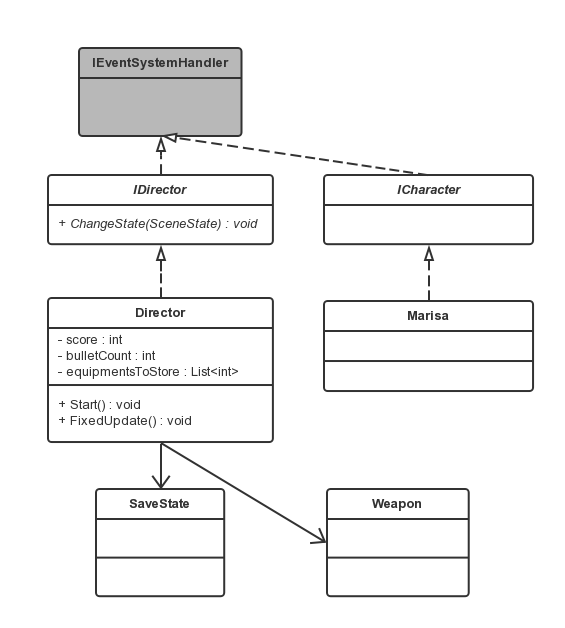 IEventSystemHandler
IDirector
+ ChangeState(SceneState) : void
ICharacter
Director
- score : int
- bulletCount : int
- equipmentsToStore : List<int>
+ Start() : void
+ FixedUpdate() : void
Marisa
SaveState
Weapon